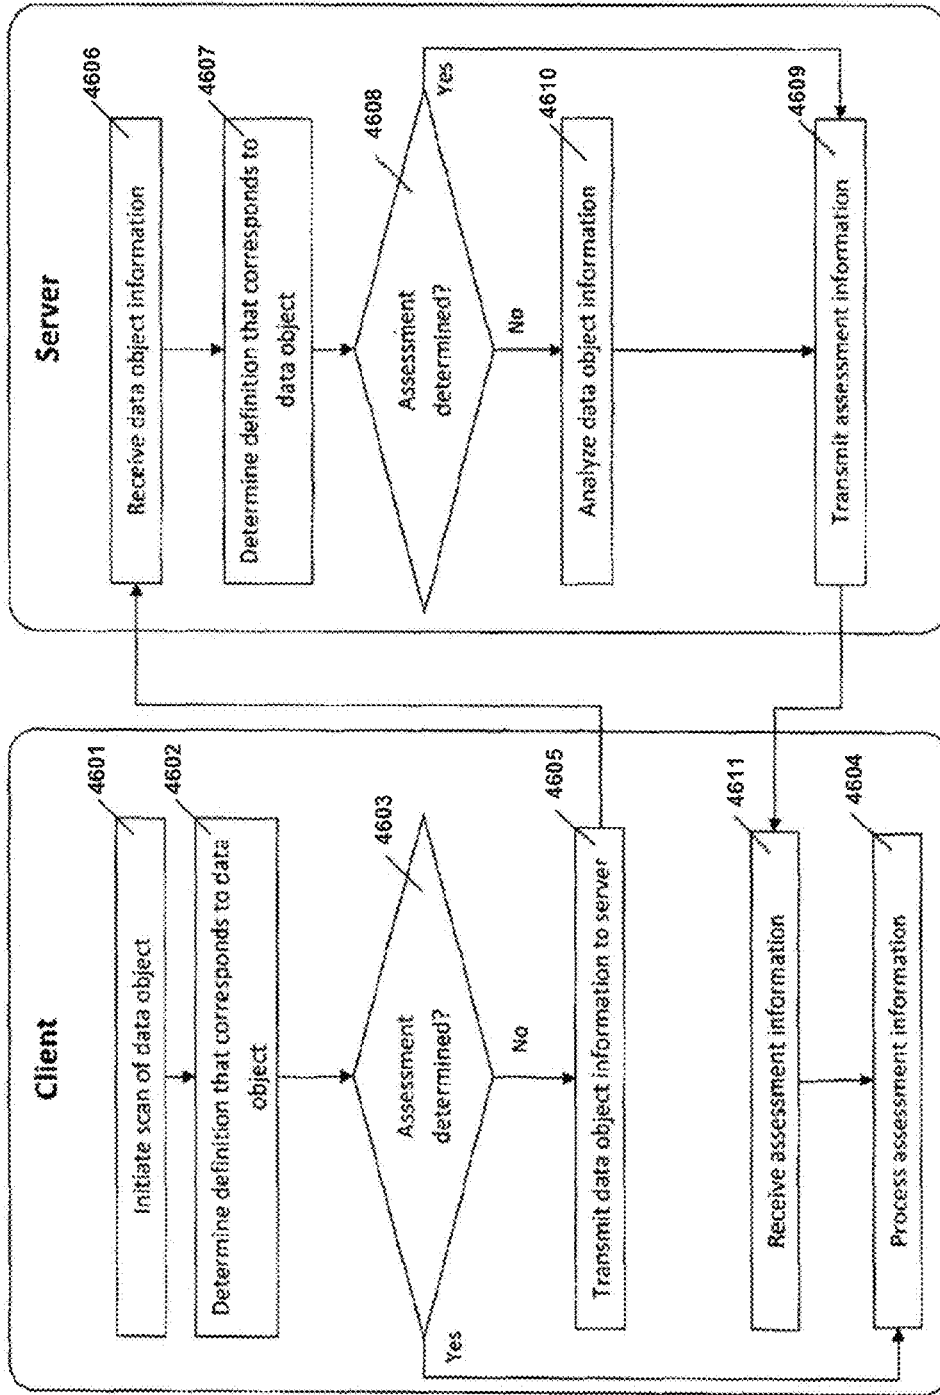 Client
4601
Initiate scan of data object
4602
Determine definition that corresponds to data
object
4603
Assessment
determined?
Yes
No
4605
Transmit data object information to server
4611
Receive assessment information
4604
Process assessment information
Server
4606
Receive data object information
4607
Determine definition that corresponds to
data object
4608
Assessment
determined?
Yes
No
4610
Analyze data object information
4609
Transmit assessment information